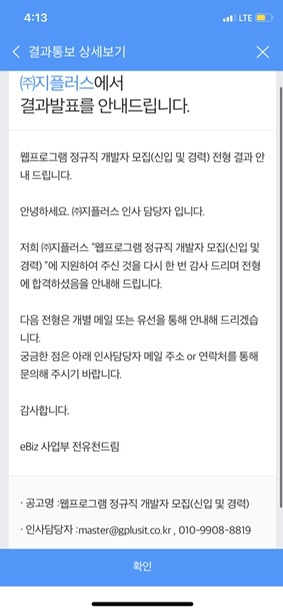 4:13
LTE
결과통보 상세보기
㈜지플러스에서
결과발표를 안내드립니다.
웹프로그램 정규직 개발자 모집(신입 및 경력) 전형 결과 안
내 드립니다.
안녕하세요. ㈜지플러스 인사 담당자 입니다.
저희 ㈜지플러스 "웹프로그램 정규직 개발자 모집(신입 및
경력) "에 지원하여 주신 것을 다시 한 번 감사 드리며 전형
에 합격하셨음을 안내해 드립니다.
다음 전형은 개별 메일 또는 유선을 통해 안내해 드리겠습
니다.
궁금한 점은 아래 인사담당자 메일 주소 or 연락처를 통해
문의해 주시기 바랍니다.
감사합니다.
eBiz 사업부 전유천드림
· 공고명 :웹프로그램 정규직 개발자 모집(신입 및 경력)
· 인사담당자 :master@gplusit.co.kr , 010-9908-8819
확인